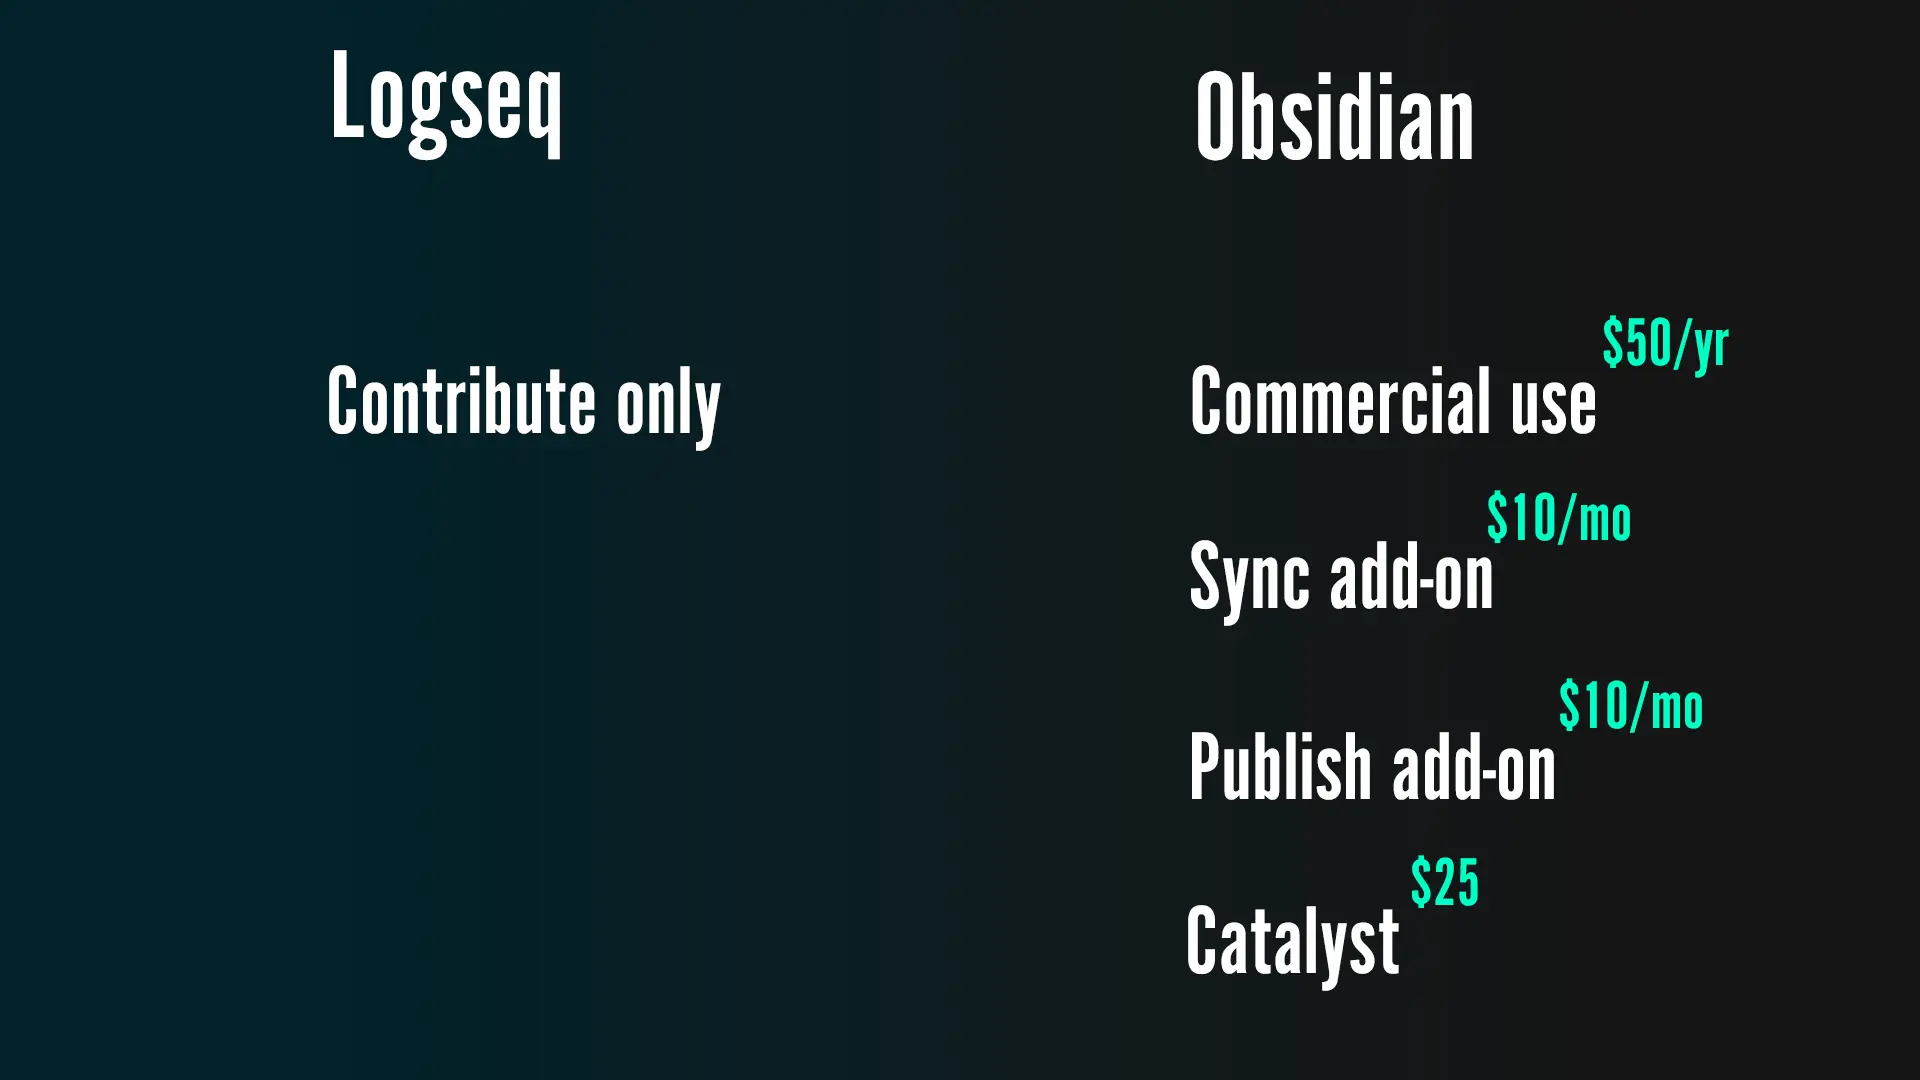 Logseq
Contribute only
Obsidian
Commercial use $50/yr
Sync add-on $10/mo
Publish add-on $10/mo
Catalyst $25